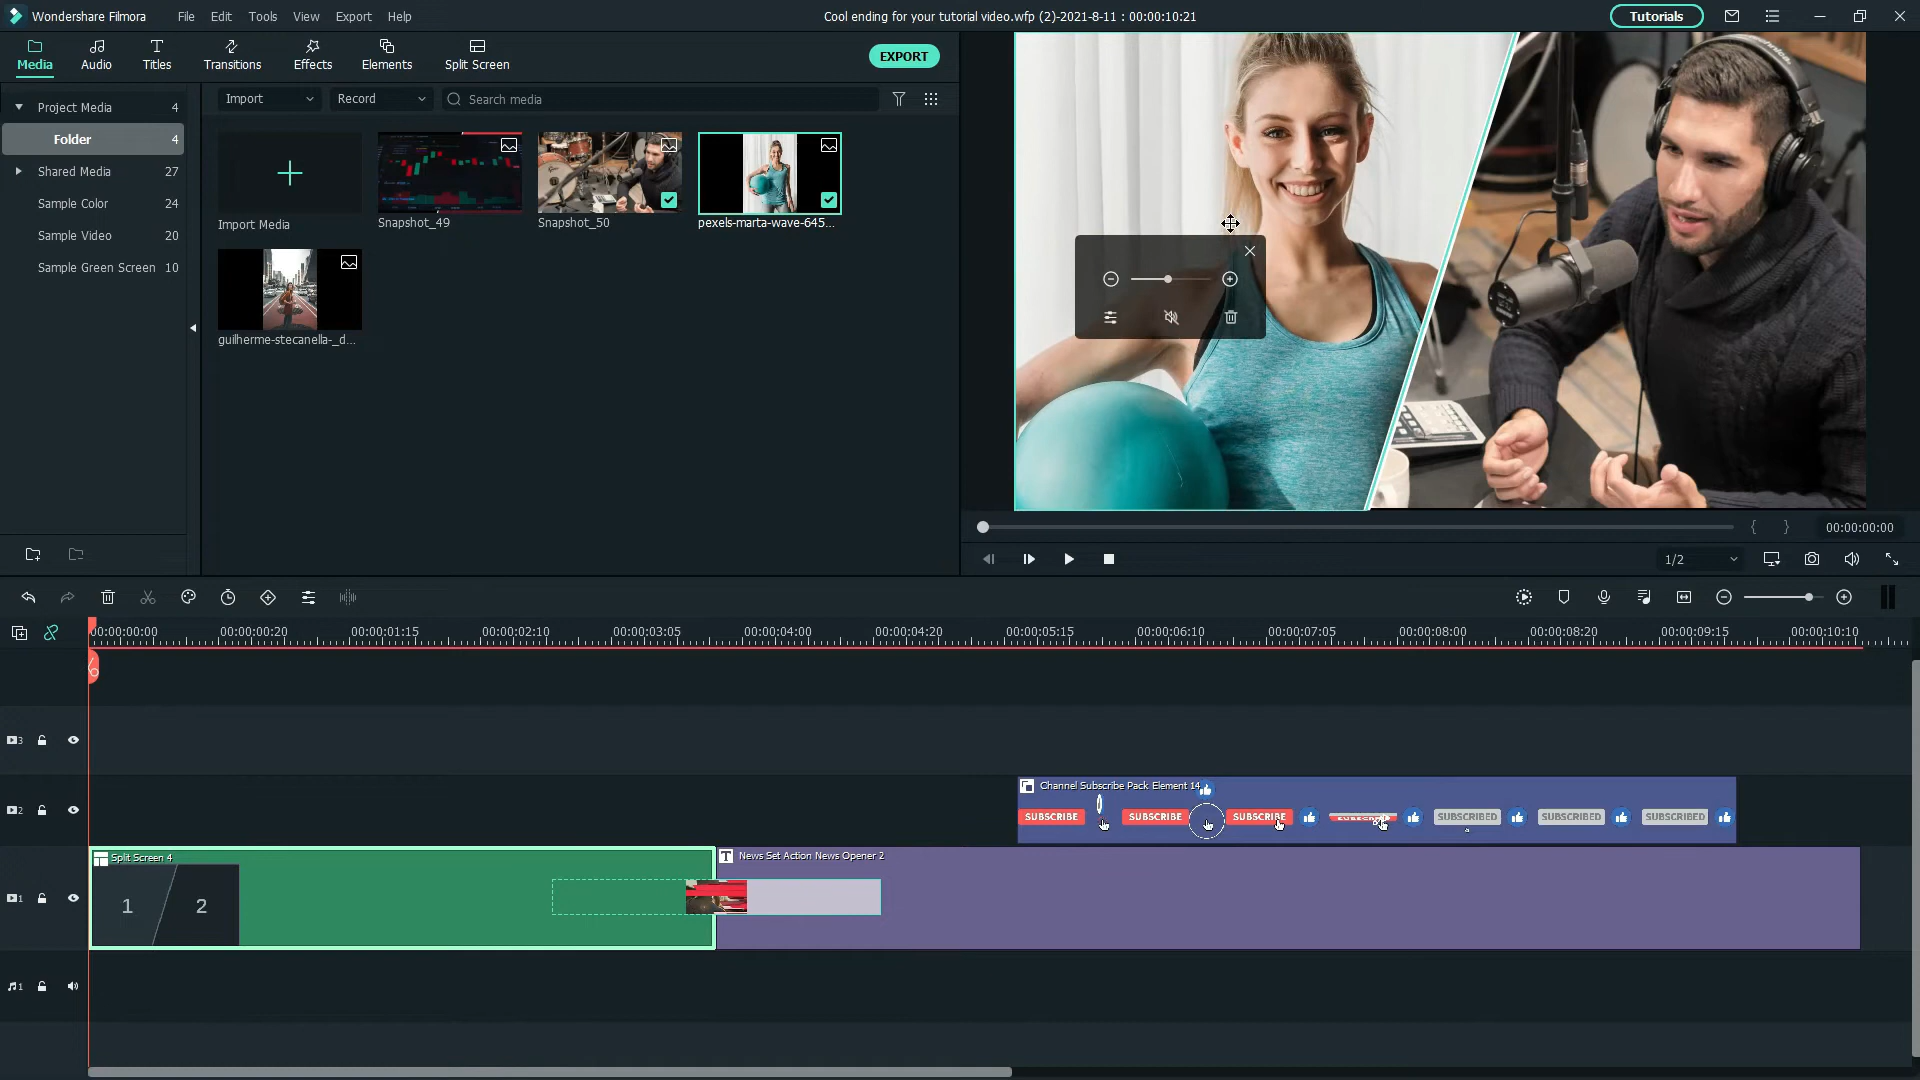 Wondershare Filmora File Edit Tools View Export Help Cool ending for your tutorial video.wfp (2)-2021-8-11 : 00:00:10:21 Tutorials
Media Audio Titles Transitions Effects Elements Split Screen EXPORT
Project Media 4
Folder 4
Shared Media 27
Sample Color 24
Sample Video 20
Sample Green Screen 10
Import Record Search media
Import Media Snapshot_49 Snapshot_50 pexels-marta-wave-645...
guilherme-stecanella-_d...
00:00:00:00
1/2
00:00:00:00 00:00:00:20 00:00:01:15 00:00:02:10 00:00:03:05 00:00:04:00 00:00:04:20 00:00:05:15 00:00:06:10 00:00:07:05 00:00:08:00 00:00:08:20 00:00:09:15 00:00:10:10
3
2
Channel Subscribe Pack Element 14
SUBSCRIBE SUBSCRIBE SUBSCRIBE SUBSCRIBED SUBSCRIBED SUBSCRIBED
1
Split Screen 4 News Set Action News Opener 2
1 2
1